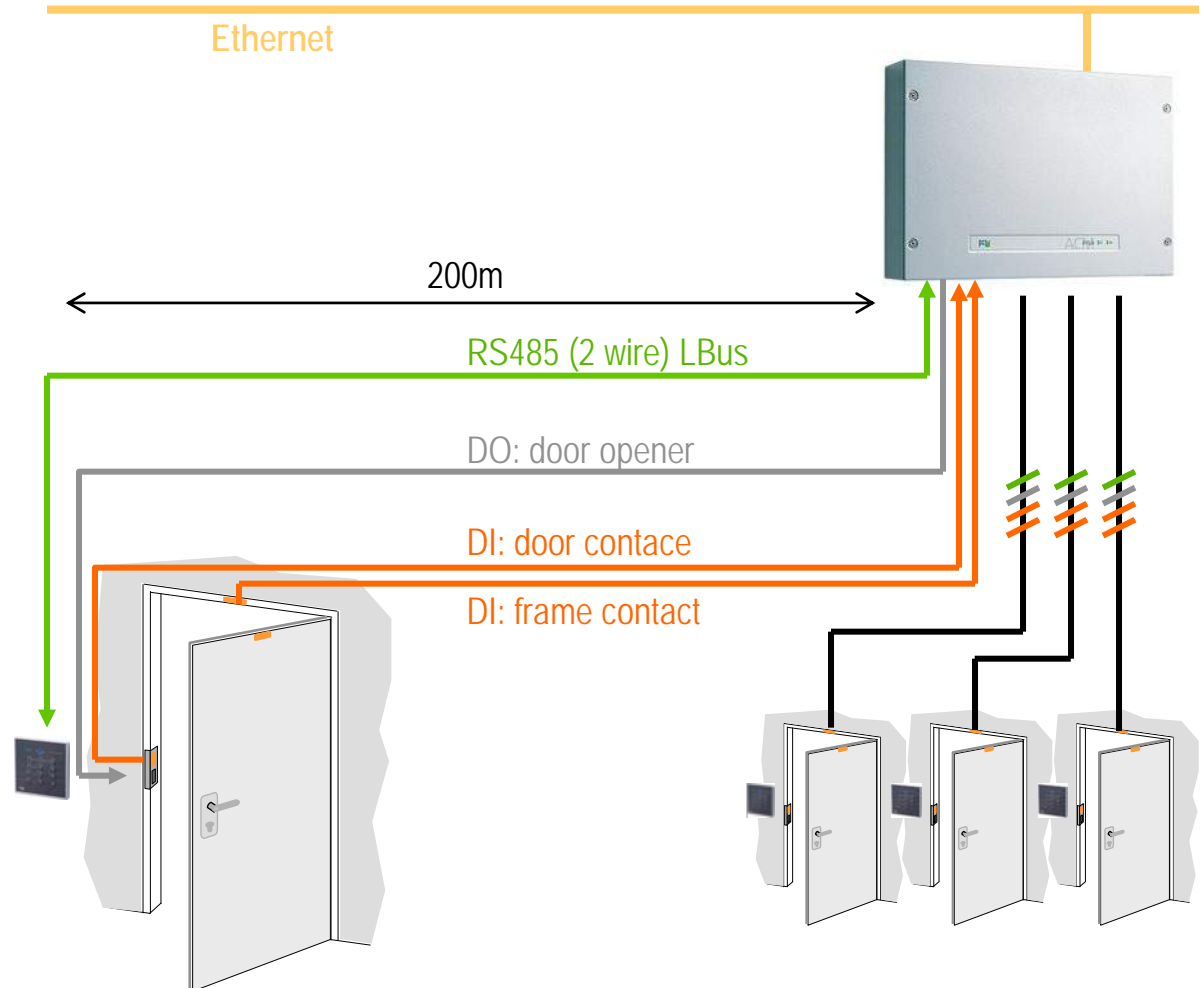 Ethernet
200m
RS485 (2 wire) LBus
DO: door opener
DI: door contace
DI: frame contact